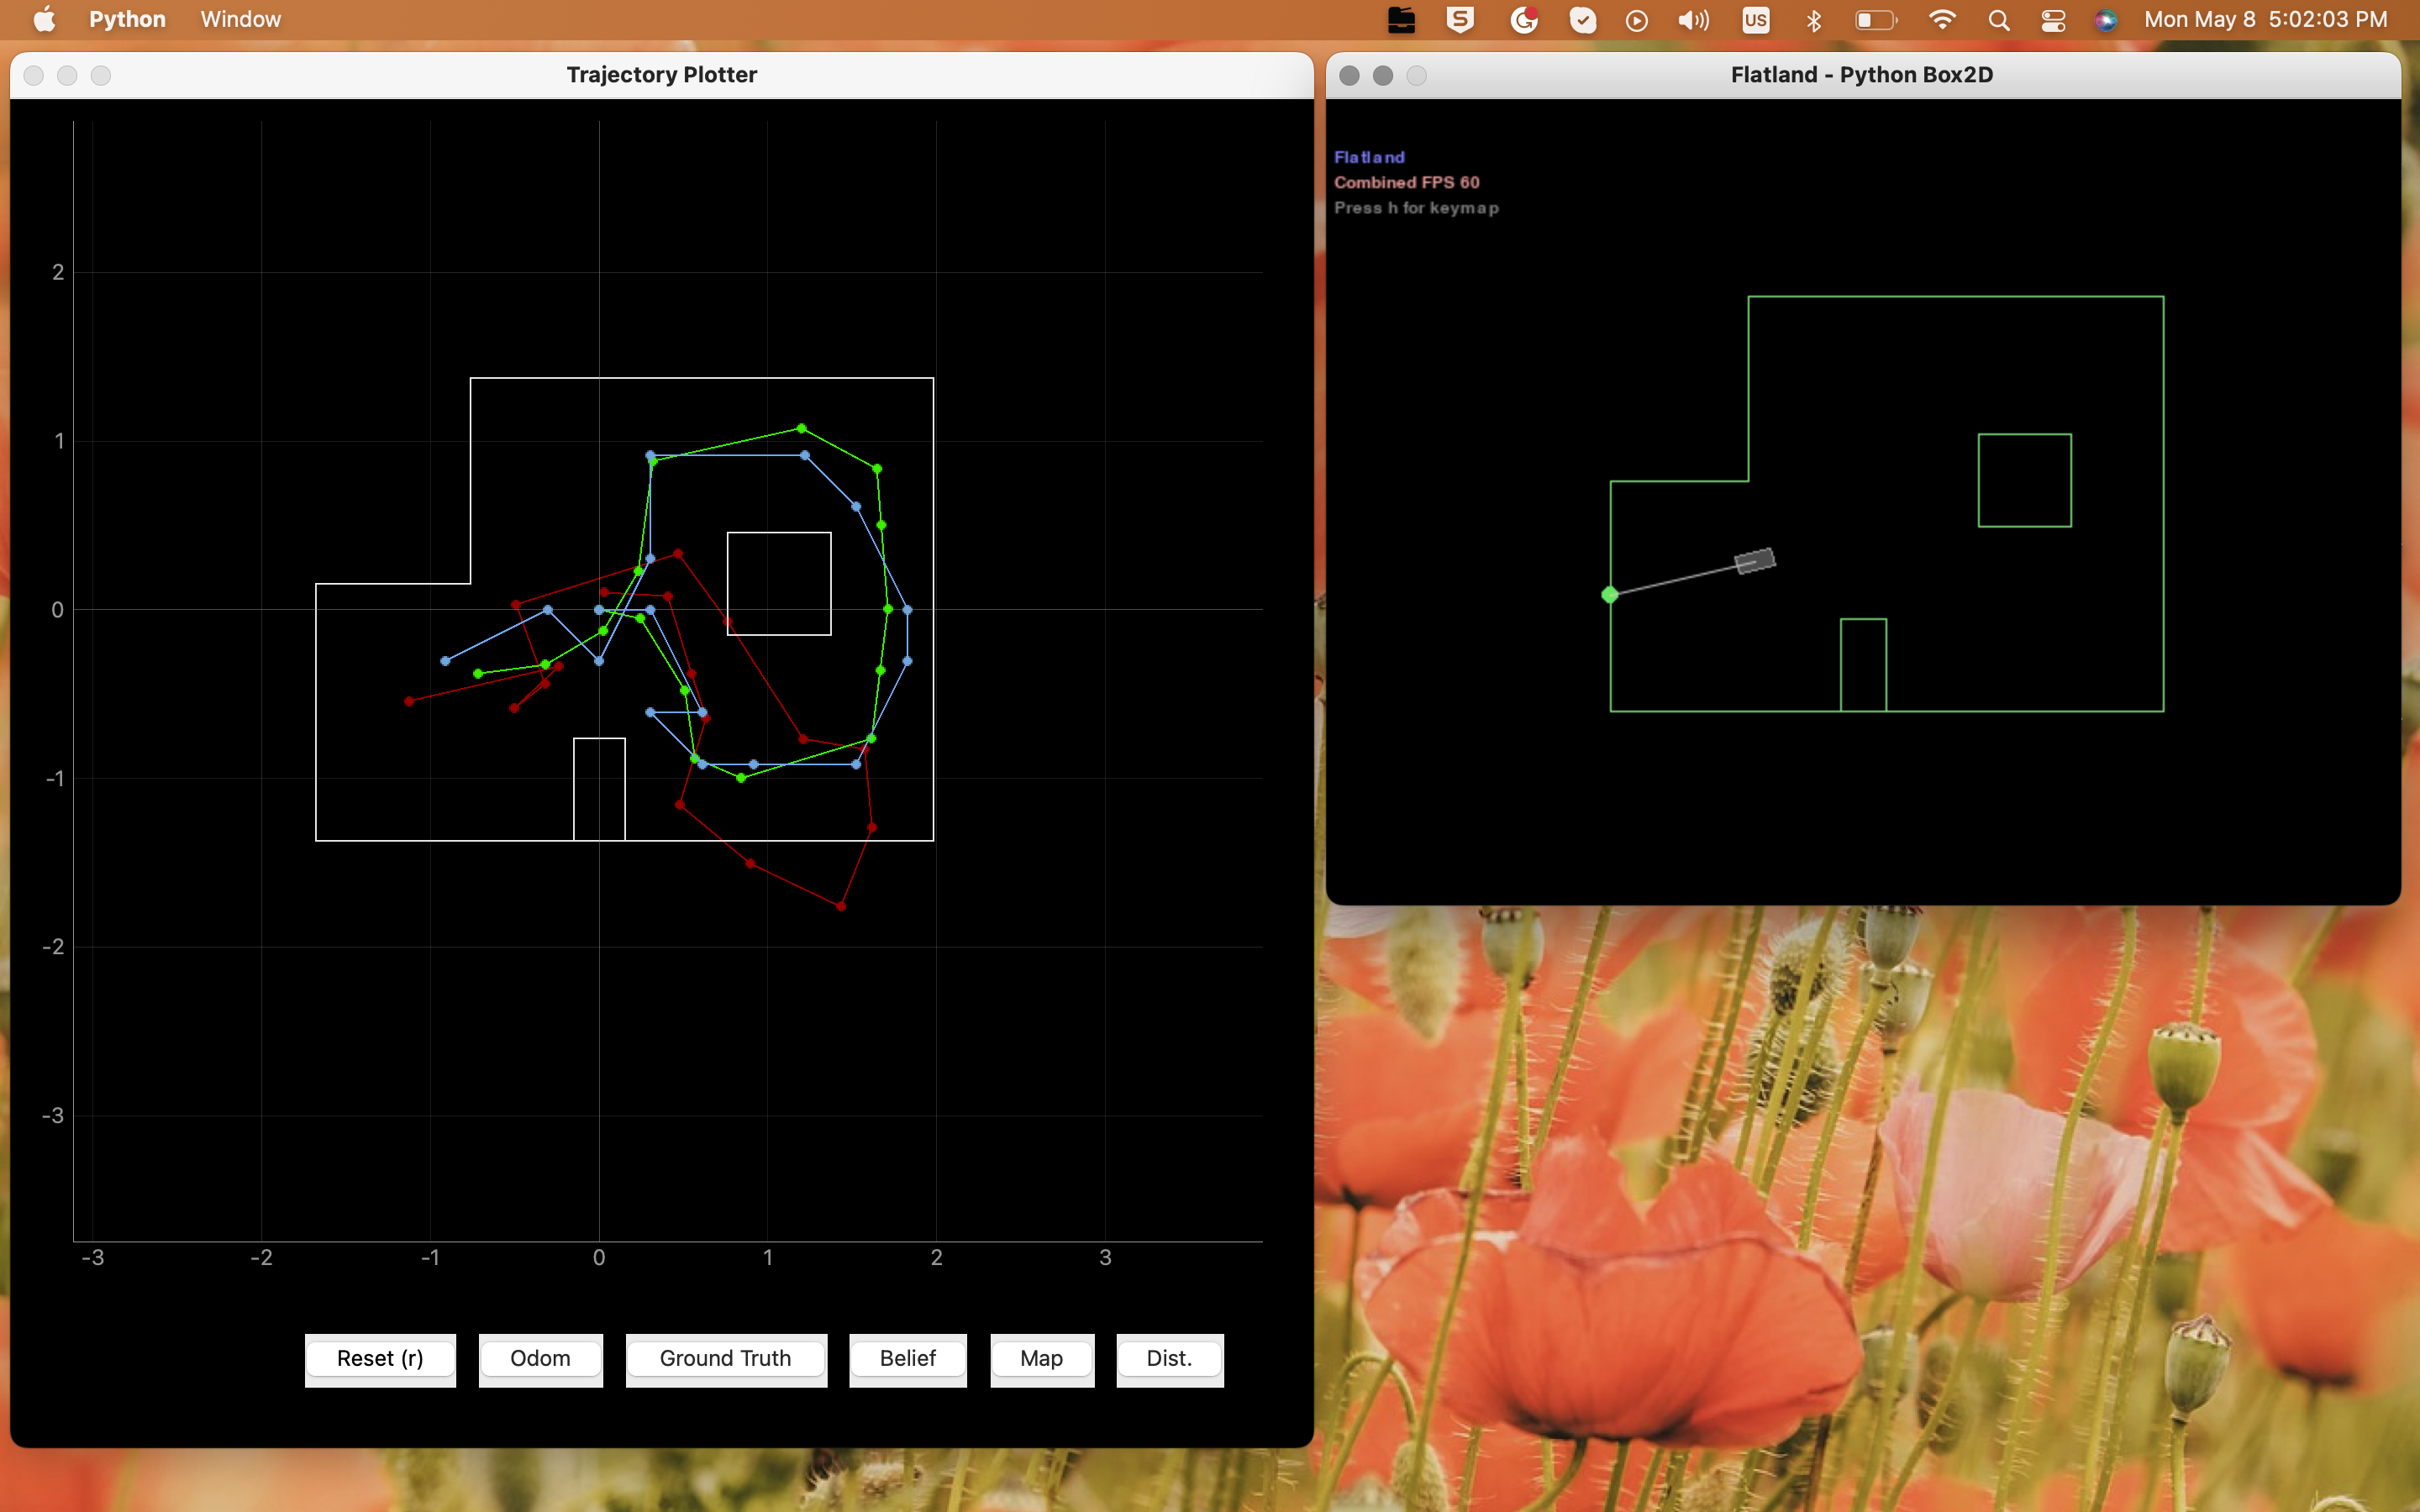 Python Window US Mon May 8 5:02:03 PM
Trajectory Plotter
2
1
0
-1
-2
-3
-3 -2 -1 0 1 2 3
Reset (r) Odom Ground Truth Belief Map Dist.
Flatland - Python Box2D
Flatland
Combined FPS 60
Press h for keymap